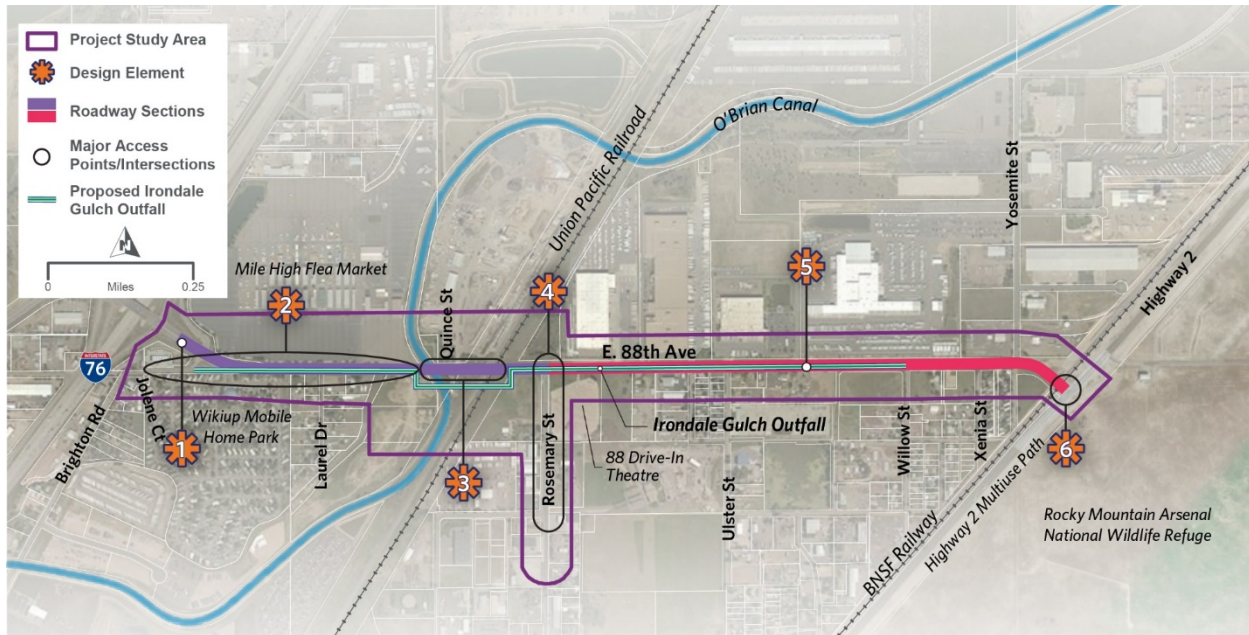 Project Study Area
Design Element
Roadway Sections
Major Access
Points/Intersections
Proposed Irondale
Gulch Outfall
N
0
Miles
0.25
Mile High Flea Market
2
Quince St
Union Pacific Railroad
4
O'Brian Canal
5
Yosemite St
Highway 2
INTERSTATE
76
E. 88th Ave
Brighton Rd
Jolene Ct
1
Wikiup Mobile
Home Park
Laurel Dr
3
Rosemary St
Irondale Gulch Outfall
88 Drive-In
Theatre
Ulster St
Willow St
Xenia St
6
BNSF Railway
Highway 2 Multiuse Path
Rocky Mountain Arsenal
National Wildlife Refuge